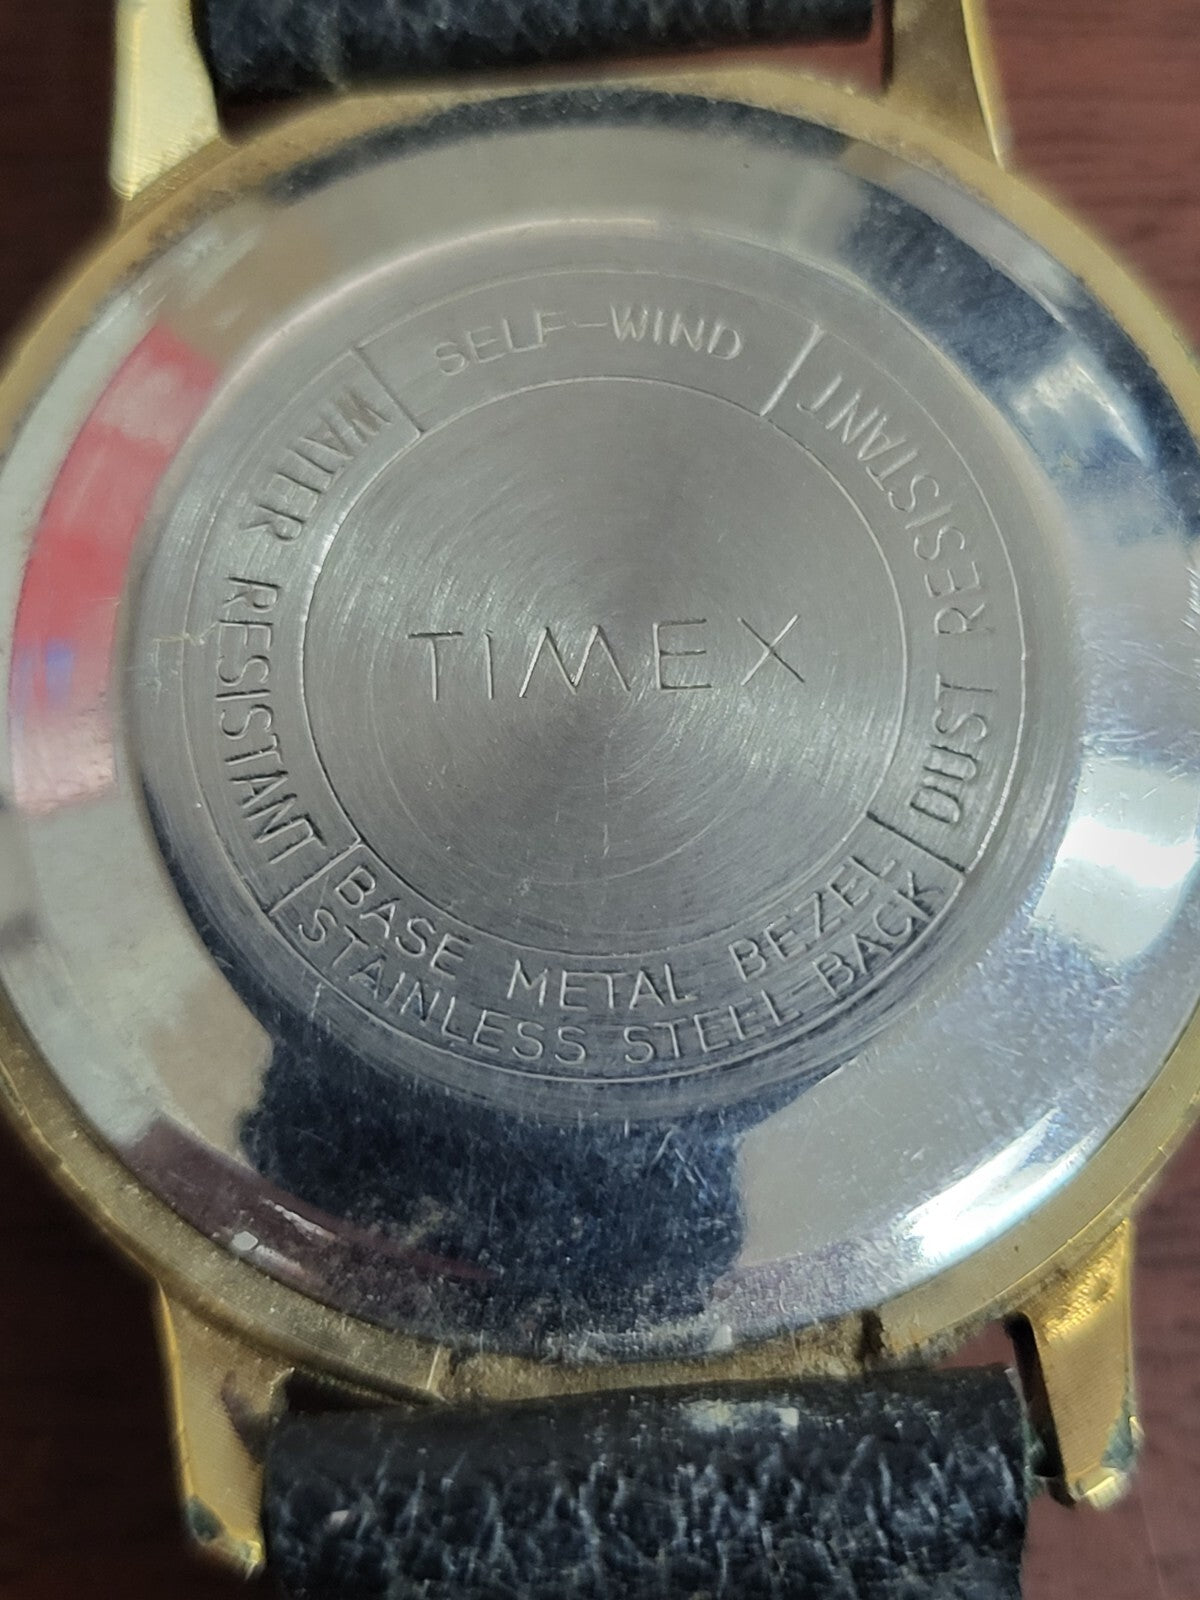 SELF-WIND
WATER RESISTANT
DUST RESISTANT
TIMEX
BASE METAL BEZEL
STAINLESS STEEL BACK